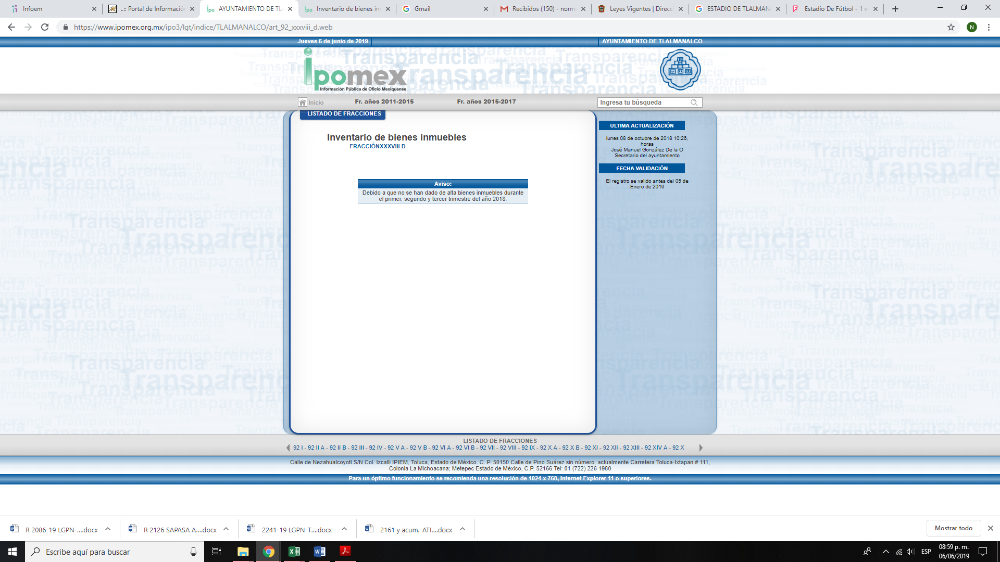 Infoem
..:: Portal de Informació
AYUNTAMIENTO DE TL
Inventario de bienes in
Gmail
Recibidos (150) - norm
Leyes Vigentes | Direcc
ESTADIO DE TLALMAN
Estadio De Fútbol - 1 v
https://www.ipomex.org.mx/ipo3/lgt/indice/TLALMANALCO/art_92_xxxviii_d.web
N
Jueves 6 de junio de 2019
AYUNTAMIENTO DE TLALMANALCO
ipomex
Información Pública de Oficio Mexiquense
Inicio
Fr. años 2011-2015
Fr. años 2015-2017
Ingresa tu búsqueda
LISTADO DE FRACCIONES
Inventario de bienes inmuebles
FRACCIÓNXXXVIII D
Aviso:
Debido a que no se han dado de alta bienes inmuebles durante
el primer, segundo y tercer trimestre del año 2018.
ULTIMA ACTUALIZACIÓN
lunes 08 de octubre de 2018 10:26,
horas
José Manuel González De la O
Secretario del ayuntamiento
FECHA VALIDACIÓN
El registro se valido antes del 05 de
Enero de 2019
LISTADO DE FRACCIONES
92 I - 92 II A - 92 II B - 92 III - 92 IV - 92 V A - 92 V B - 92 VI A - 92 VI B - 92 VII - 92 VIII - 92 IX - 92 X A - 92 X B - 92 XI - 92 XII - 92 XIII - 92 XIV A - 92 X
Calle de Nezahualcoyotl S/N Col. Izcalli IPIEM, Toluca, Estado de México. C. P. 50150 Calle de Pino Suárez sin número, actualmente Carretera Toluca-Ixtapan # 111,
Colonia La Michoacana; Metepec Estado de México, C.P. 52166 Tel: 01 (722) 226 1980
Para un óptimo funcionamiento se recomienda una resolución de 1024 x 768, Internet Explorer 11 o superiores.
R 2086-19 LGPN-....docx
R 2126 SAPASA A....docx
2241-19 LGPN-T....docx
2161 y acum.-ATI....docx
Mostrar todo
Escribe aquí para buscar
ESP
08:59 p. m.
06/06/2019